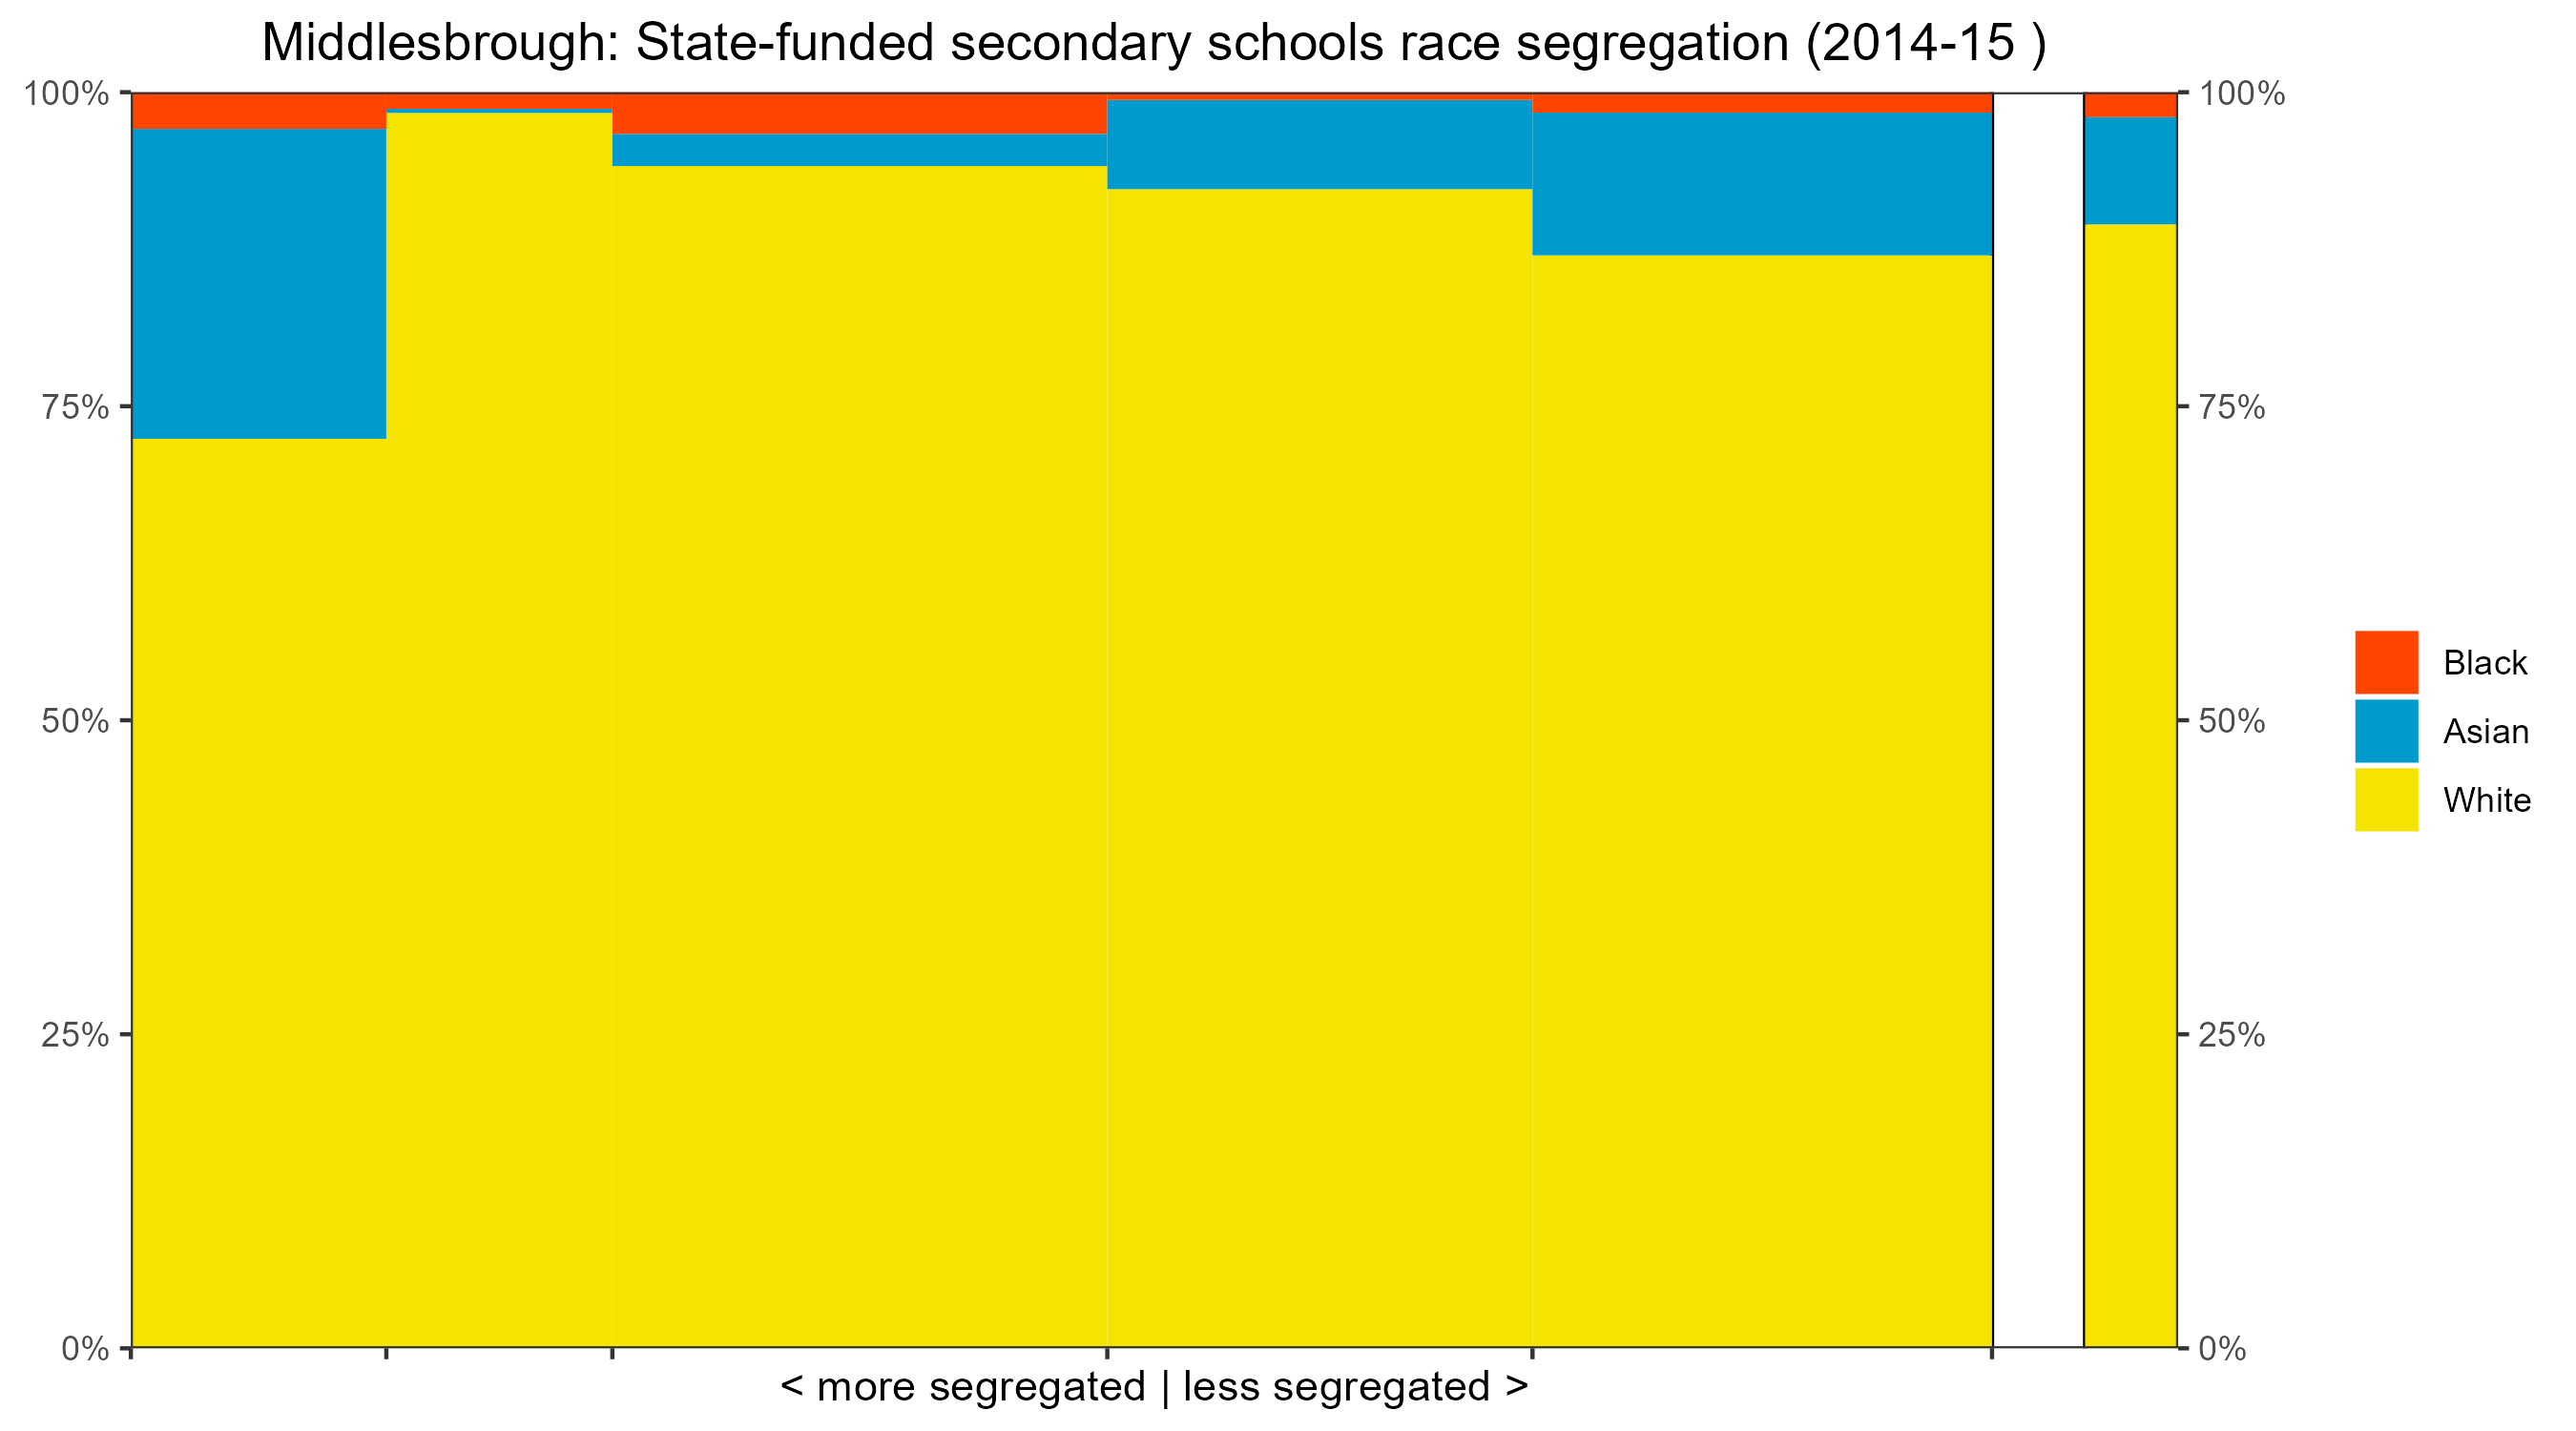 Middlesbrough: State-funded secondary schools race segregation (2014-15 )
100%
75%
50%
25%
0%
100%
75%
50%
25%
0%
Black
Asian
White
< more segregated | less segregated >